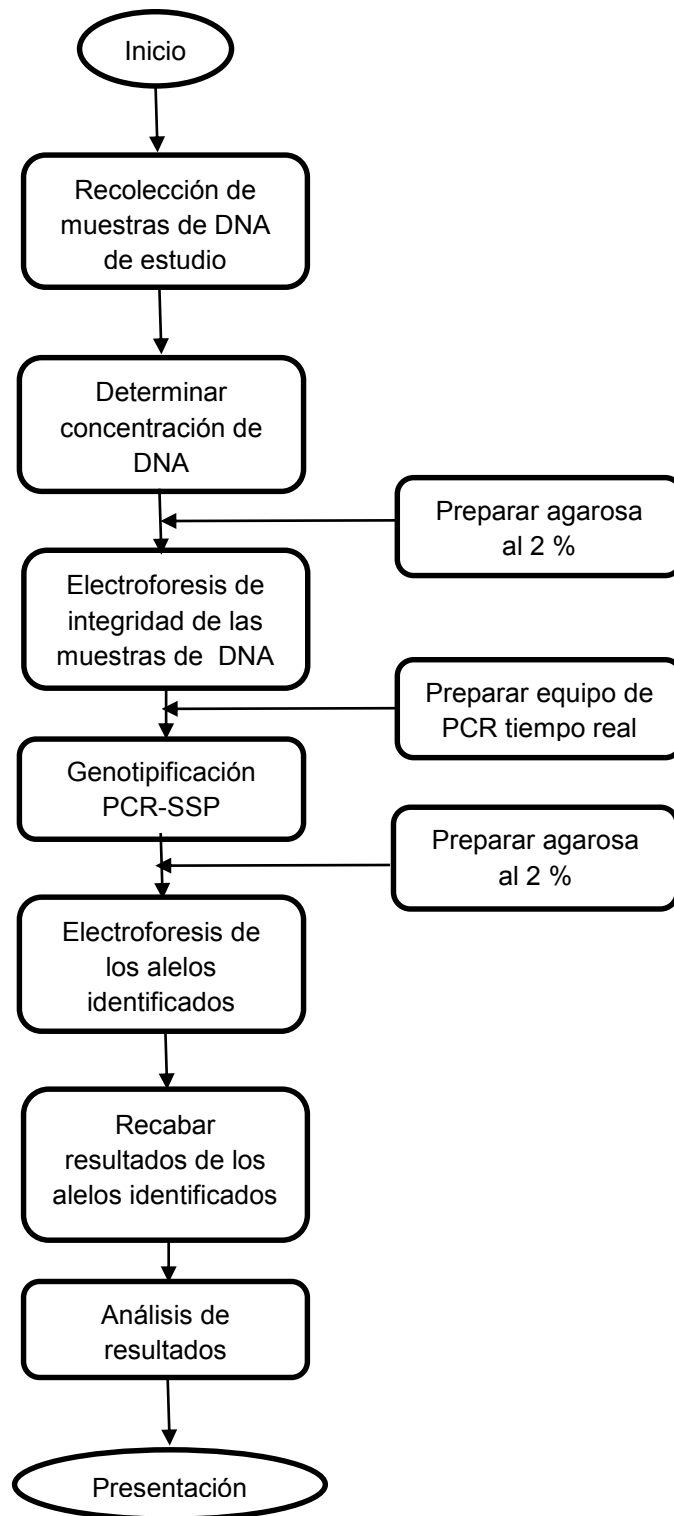 Inicio
Recolección de
muestras de DNA
de estudio
Determinar
concentración de
DNA
Preparar agarosa
al 2 %
Electroforesis de
integridad de las
muestras de DNA
Preparar equipo de
PCR tiempo real
Genotipificación
PCR-SSP
Preparar agarosa
al 2 %
Electroforesis de
los alelos
identificados
Recabar
resultados de los
alelos identificados
Análisis de
resultados
Presentación